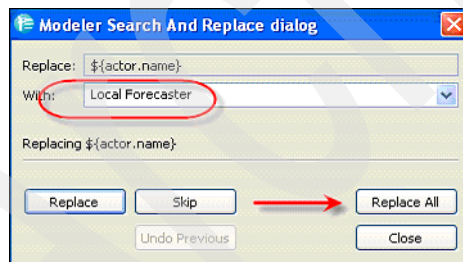 Modeler Search And Replace dialog
Replace: ${actor.name}
With: Local Forecaster
Replacing ${actor.name}
Replace Skip Replace All
Undo Previous Close